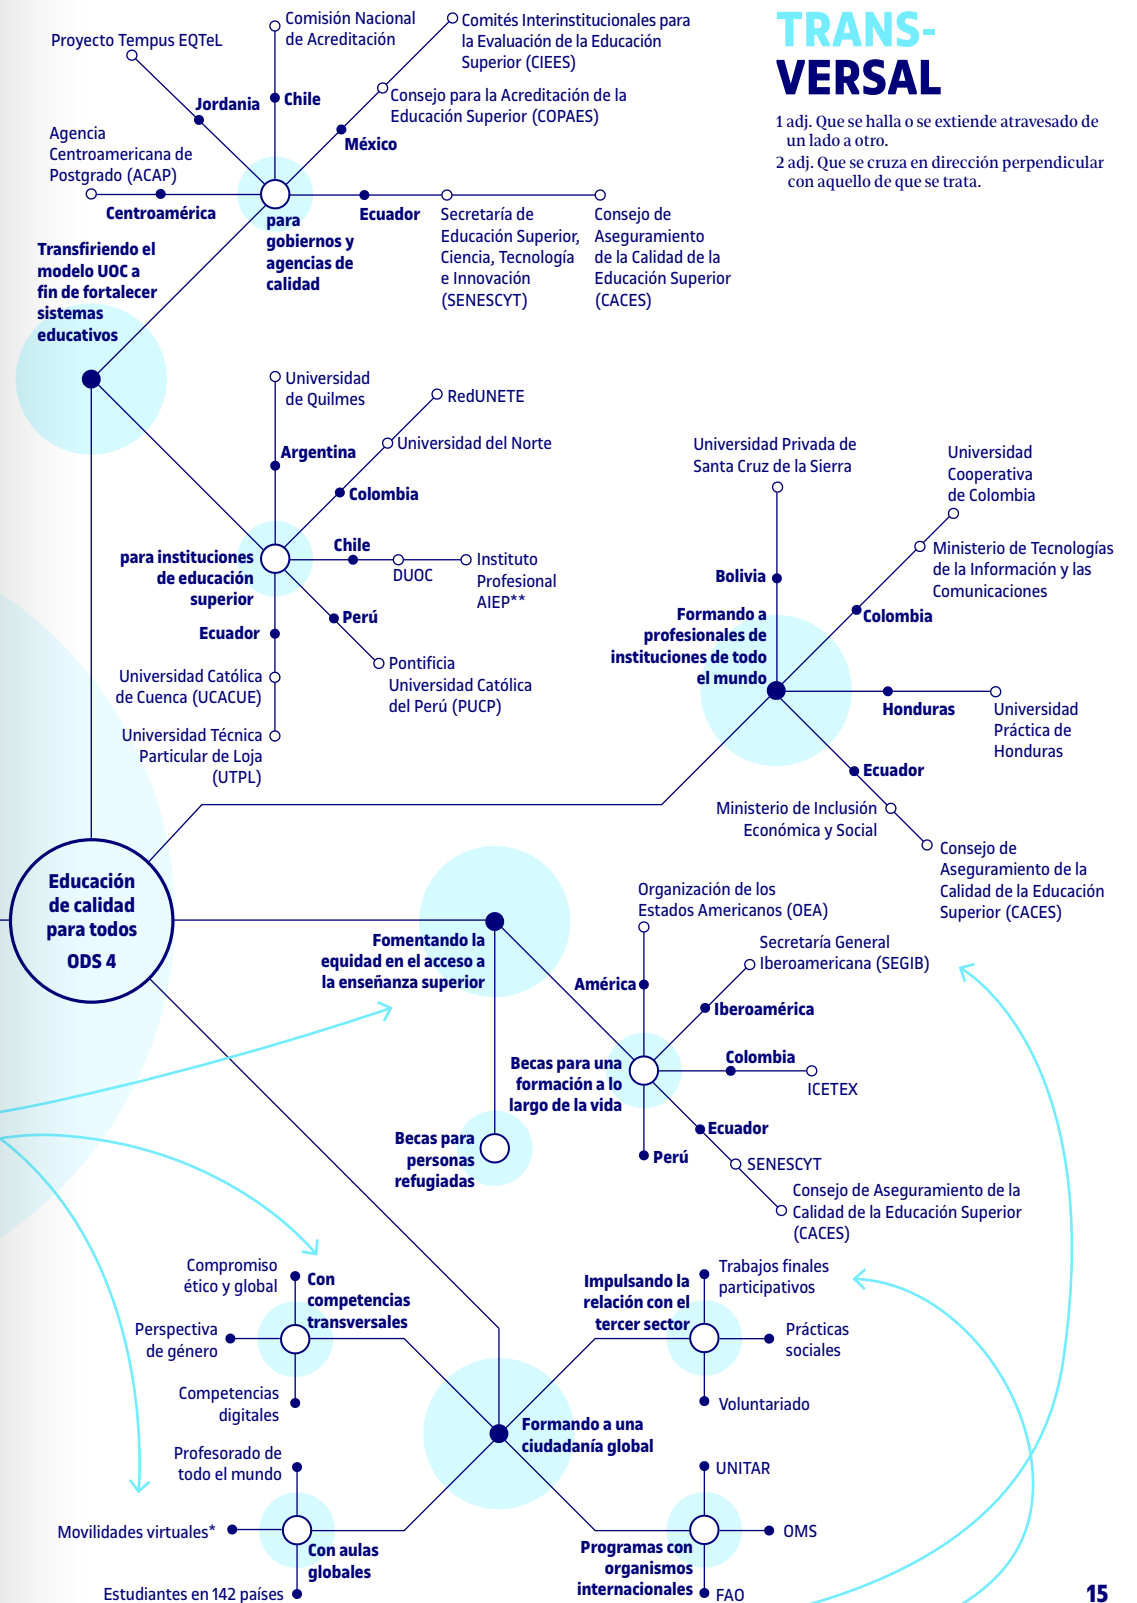 TRANS-
VERSAL
1 adj. Que se halla o se extiende atravesado de
un lado a otro.
2 adj. Que se cruza en dirección perpendicular
con aquello de que se trata.
Proyecto Tempus EQTeL
Jordania
Comisión Nacional
de Acreditación
Chile
Comités Interinstitucionales para
la Evaluación de la Educación
Superior (CIEES)
Consejo para la Acreditación de la
Educación Superior (COPAES)
México
Agencia
Centroamericana de
Postgrado (ACAP)
Centroamérica
para
gobiernos y
agencias de
calidad
Ecuador
Secretaría de
Educación Superior,
Ciencia, Tecnología
e Innovación
(SENESCYT)
Consejo de
Aseguramiento
de la Calidad de la
Educación Superior
(CACES)
Transfiriendo el
modelo UOC a
fin de fortalecer
sistemas
educativos
Universidad
de Quilmes
Argentina
RedUNETE
Universidad del Norte
Colombia
para instituciones
de educación
superior
Chile
DUOC
Instituto
Profesional
AIEP**
Perú
Pontificia
Universidad Católica
del Perú (PUCP)
Ecuador
Universidad Católica
de Cuenca (UCACUE)
Universidad Técnica
Particular de Loja
(UTPL)
Universidad Privada de
Santa Cruz de la Sierra
Bolivia
Universidad
Cooperativa
de Colombia
Ministerio de Tecnologías
de la Información y las
Comunicaciones
Colombia
Formando a
profesionales de
instituciones de todo
el mundo
Honduras
Universidad
Práctica de
Honduras
Ecuador
Ministerio de Inclusión
Económica y Social
Consejo de
Aseguramiento de la
Calidad de la Educación
Superior (CACES)
Educación
de calidad
para todos
ODS 4
Fomentando la
equidad en el acceso a
la enseñanza superior
Organización de los
Estados Americanos (OEA)
América
Secretaría General
Iberoamericana (SEGIB)
Iberoamérica
Becas para una
formación a lo
largo de la vida
Colombia
ICETEX
Ecuador
SENESCYT
Consejo de Aseguramiento de la
Calidad de la Educación Superior
(CACES)
Perú
Becas para
personas
refugiadas
Compromiso
ético y global
Con
competencias
transversales
Perspectiva
de género
Competencias
digitales
Impulsando la
relación con el
tercer sector
Trabajos finales
participativos
Prácticas
sociales
Voluntariado
Formando a una
ciudadanía global
Profesorado de
todo el mundo
Movilidades virtuales*
Con aulas
globales
Estudiantes en 142 países
UNITAR
OMS
Programas con
organismos
internacionales
FAO
15